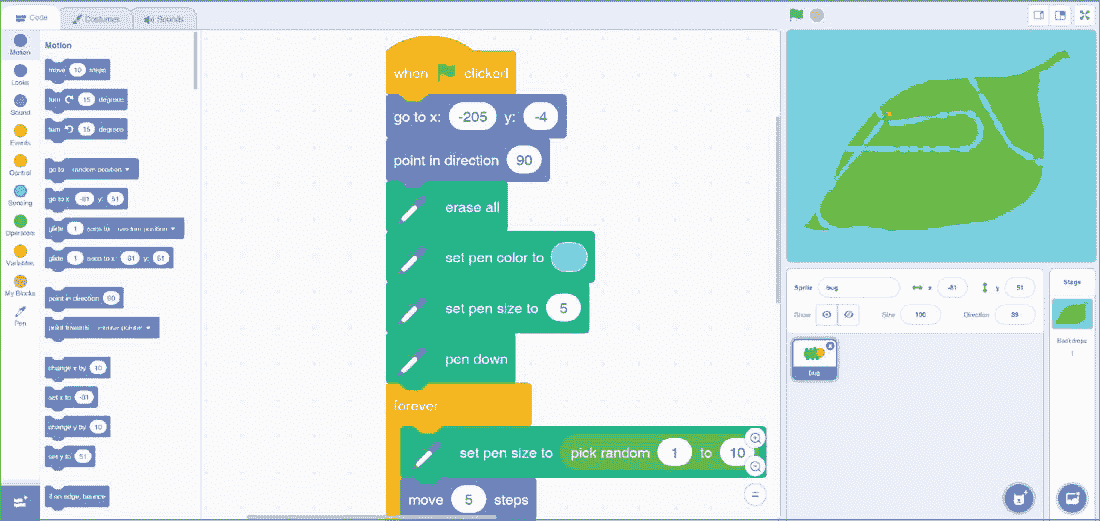 Code
Costumes
Sounds
Motion
Looks
Sound
Events
Control
Sensing
Operators
Variables
My Blocks
Pen
Motion
move 10 steps
turn 15 degrees
turn 15 degrees
go to random position
go to x: -81 y: 51
glide 1 secs to random position
glide 1 secs to x: -81 y: 51
point in direction 90
point towards mouse-pointer
change x by 10
set x to -81
change y by 10
set y to 51
if on edge, bounce
when clicked
go to x: -205 y: -4
point in direction 90
erase all
set pen color to
set pen size to 5
pen down
forever
set pen size to pick random 1 to 10
move 5 steps
Sprite bug x -81 y 51
Show Size 100 Direction
bug
Stage
Backdrops
1